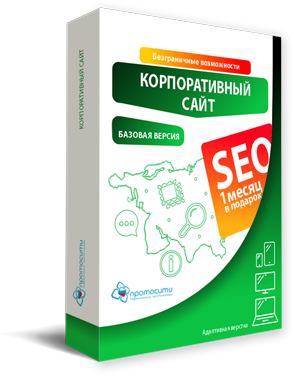 КОРПОРАТИВНЫЙ САЙТ
Безграничные возможности
КОРПОРАТИВНЫЙ
САЙТ
БАЗОВАЯ ВЕРСИЯ
SEO
1 месяц
в подарок
протосити
протосити
Адаптивная верстка